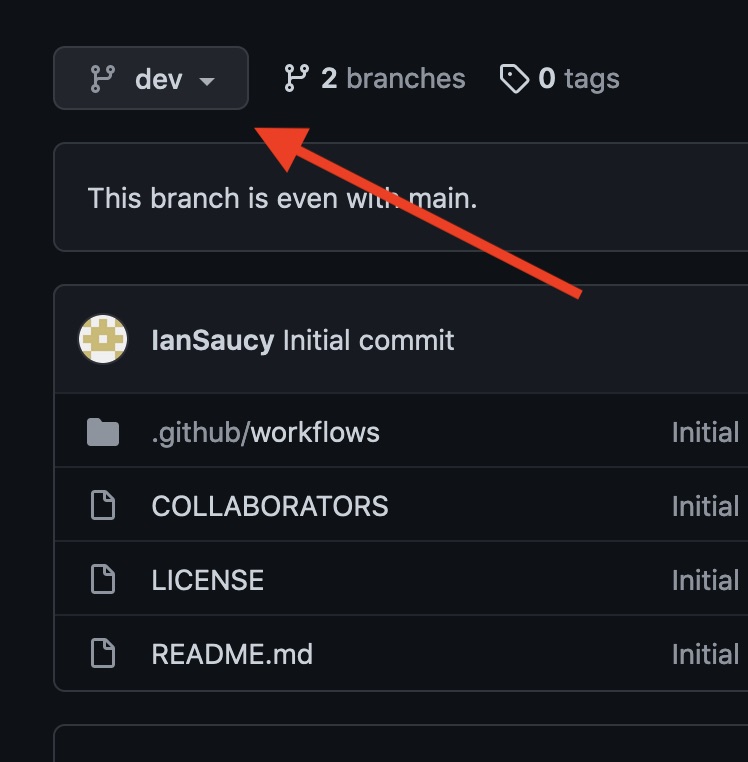 dev 2 branches 0 tags
This branch is even with main.
IanSaucy Initial commit
.github/workflows Initial
COLLABORATORS Initial
LICENSE Initial
README.md Initial